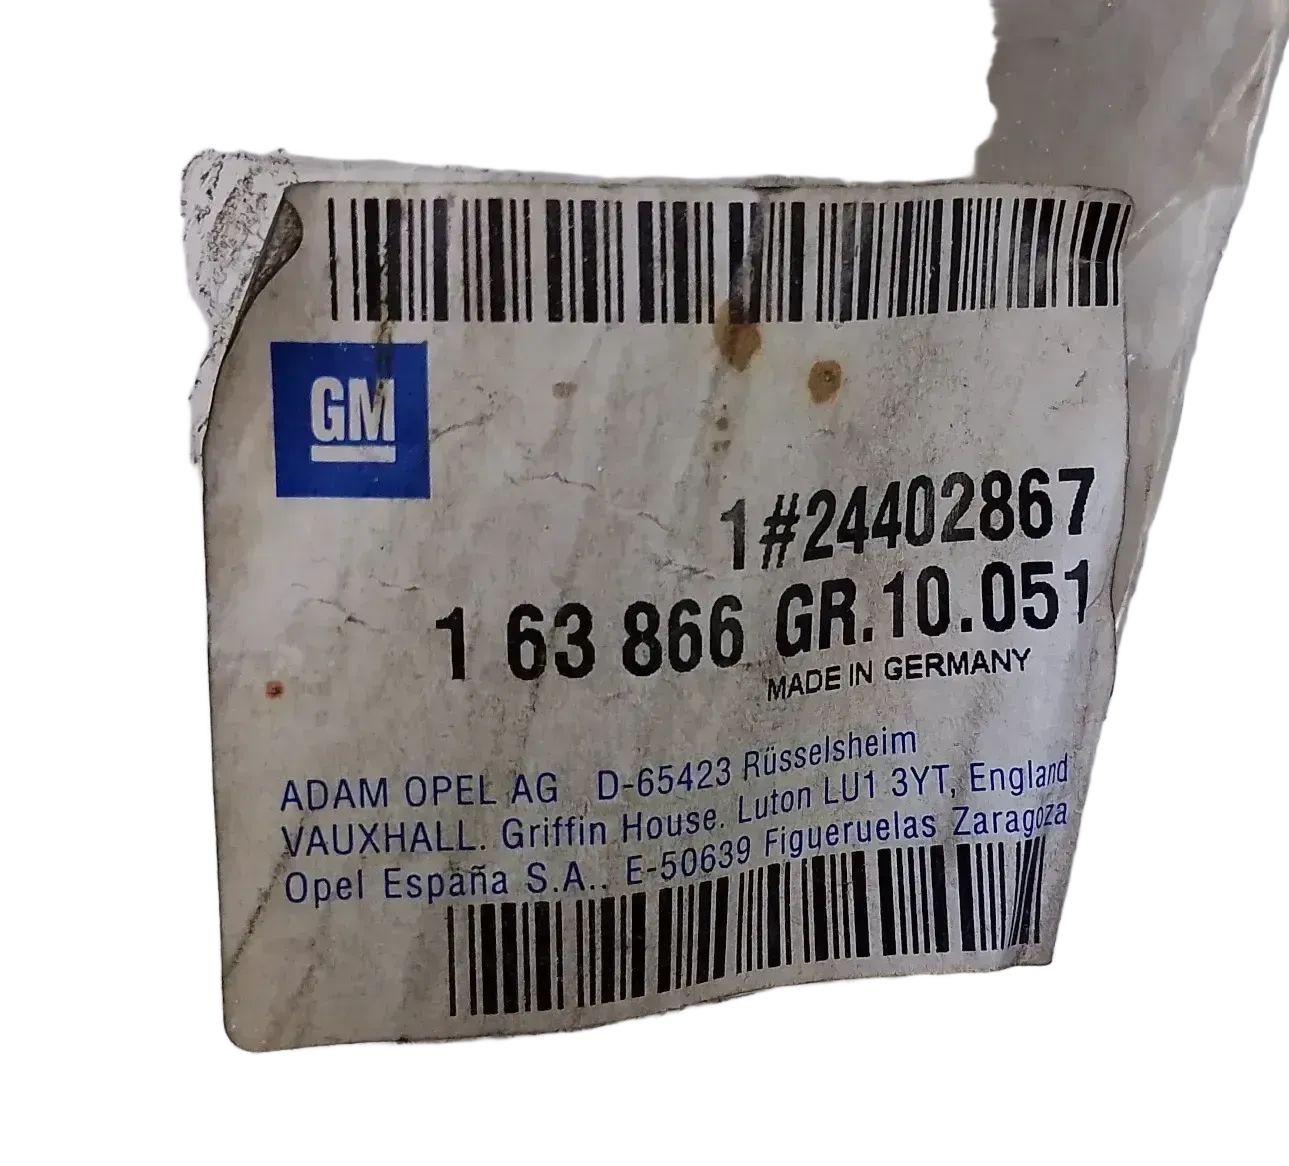 GM
1#24402867
1 63 866 GR.10.051
MADE IN GERMANY
ADAM OPEL AG D-65423 Rüsselsheim
VAUXHALL. Griffin House. Luton LU1 3YT, England
Opel España S.A.. E-50639 Figueruelas Zaragoza